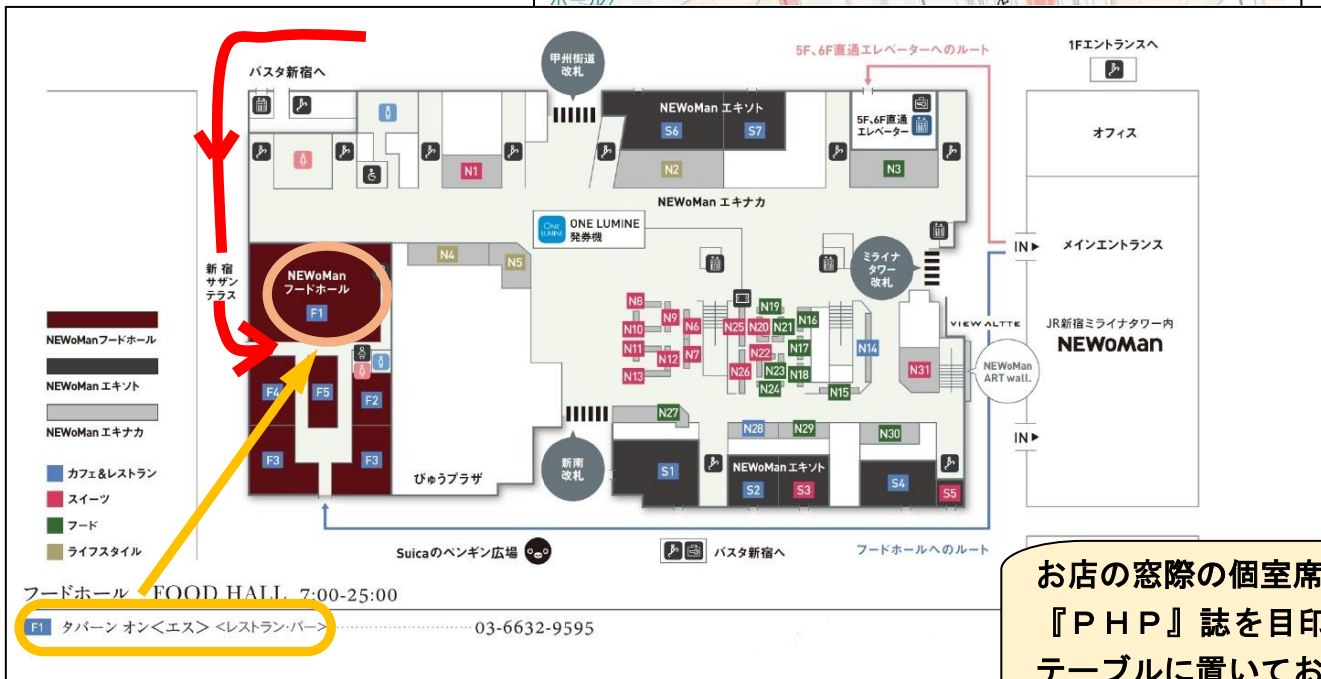 バスタ新宿へ
甲州街道
改札
5F、6F直通エレベーターへのルート
1Fエントランスへ
NEWoMan エキソト
S6
S7
5F、6F直通
エレベーター
オフィス
N1
N2
N3
NEWoMan エキナカ
ONE LUMINE
ONE LUMINE
発券機
IN▶
メインエントランス
新宿
サザン
テラス
NEWoMan
フードホール
F1
N4
N5
ミライナ
タワー
改札
NEWoManフードホール
NEWoMan エキソト
NEWoMan エキナカ
N8
N9
N10
N6
N11
N12
N7
N13
N25
N19
N20
N21
N16
N22
N17
N26
N23
N18
N24
N15
N14
VIEW ALTTE
JR新宿ミライナタワー内
NEWoMan
N31
NEWoMan
ART wall.
F4
F5
F2
N27
N28
N29
N30
IN▶
カフェ&レストラン
スイーツ
フード
ライフスタイル
F3
F3
びゅうプラザ
新南
改札
S1
NEWoMan エキソト
S2
S3
S4
S5
Suicaのペンギン広場
バスタ新宿へ
フードホールへのルート
フードホール FOOD HALL 7:00-25:00
F1 タバーン オン<エス> <レストラン・バー> 03-6632-9595
お店の窓際の個室席
『ＰＨＰ』誌を目印
テーブルに置いてお